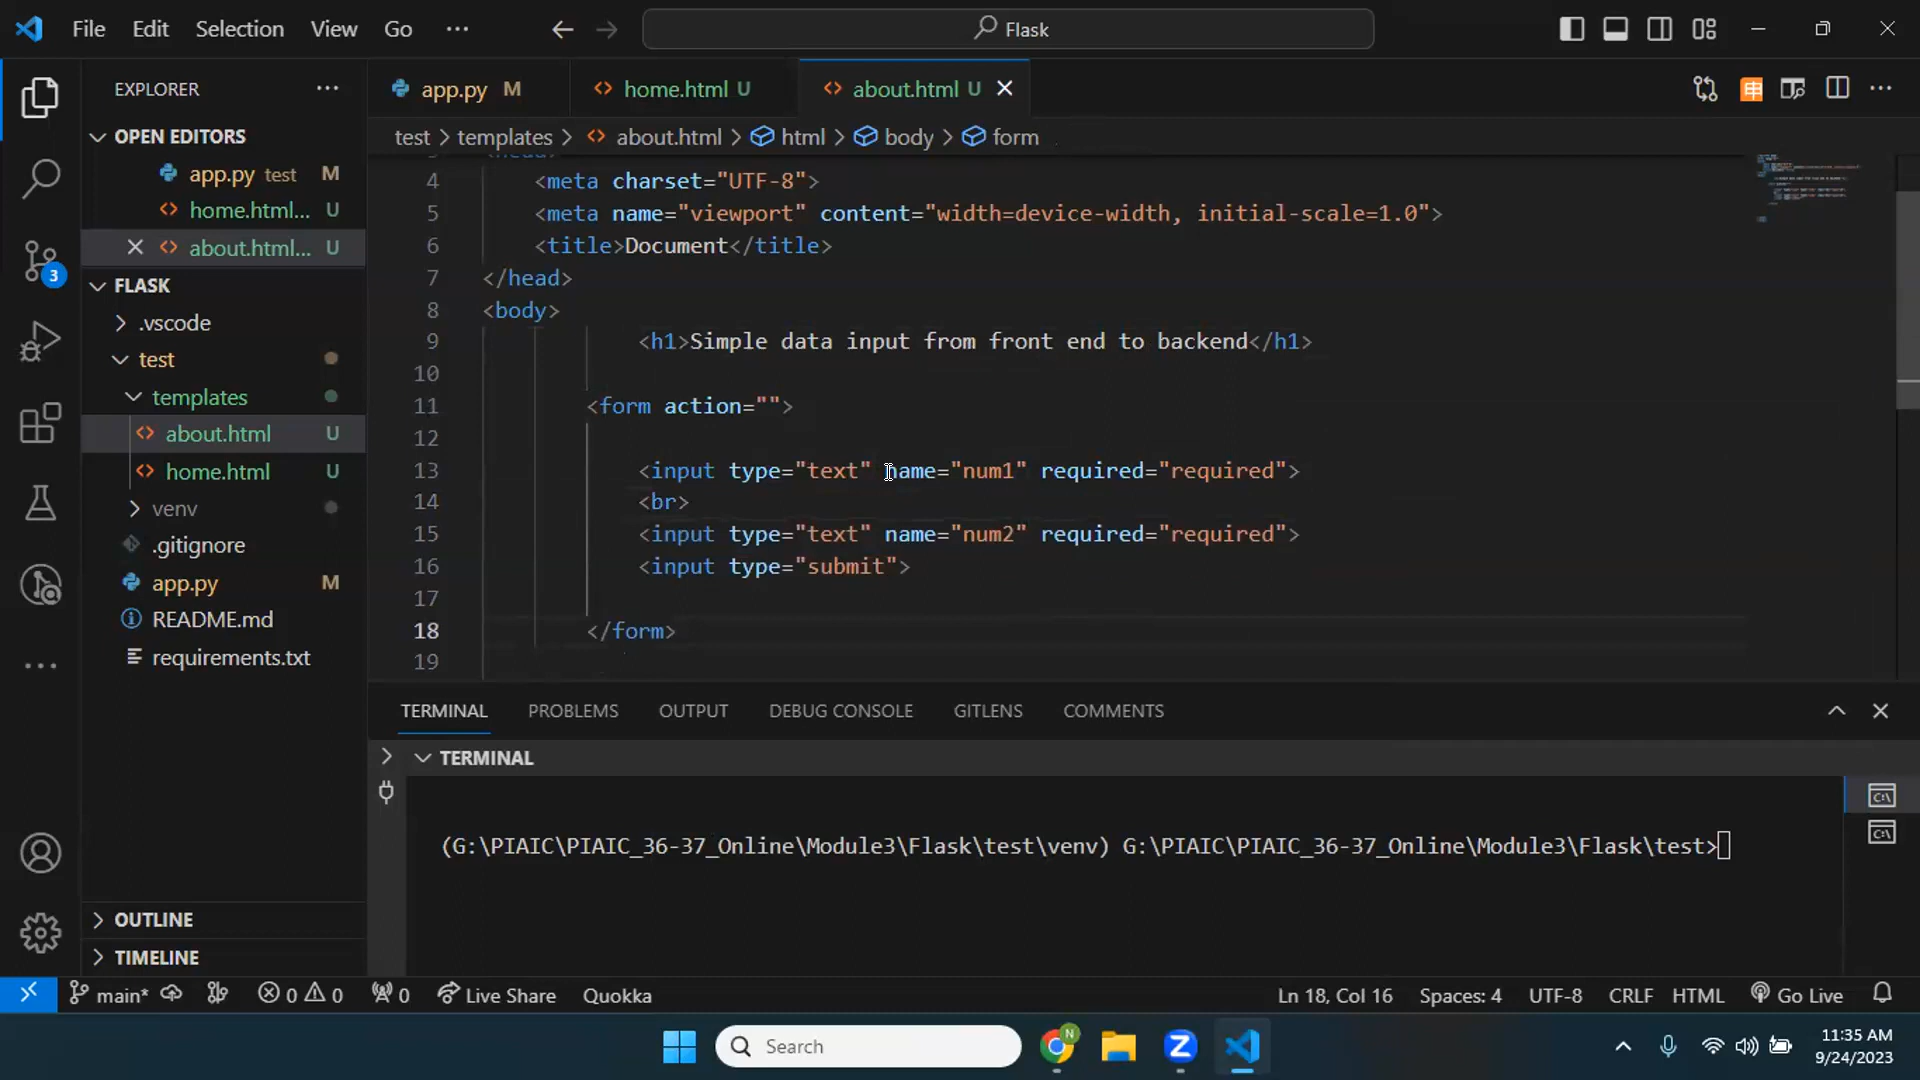 File Edit Selection View Go ···
Flask
EXPLORER ···
OPEN EDITORS
app.py test M
home.html... U
about.html... U
3
FLASK
.vscode
test
templates
about.html U
home.html U
venv
.gitignore
app.py M
README.md
requirements.txt
OUTLINE
TIMELINE
app.py M home.html U about.html U
test > templates > about.html > html > body > form
3 <head>
4 <meta charset="UTF-8">
5 <meta name="viewport" content="width=device-width, initial-scale=1.0">
6 <title>Document</title>
7 </head>
8 <body>
9 <h1>Simple data input from front end to backend</h1>
10
11 <form action="">
12
13 <input type="text" name="num1" required="required">
14 <br>
15 <input type="text" name="num2" required="required">
16 <input type="submit">
17
18 </form>
19
TERMINAL PROBLEMS OUTPUT DEBUG CONSOLE GITLENS COMMENTS
TERMINAL
(G:\PIAIC\PIAIC_36-37_Online\Module3\Flask\test\venv) G:\PIAIC\PIAIC_36-37_Online\Module3\Flask\test>
main* 0 0 0 Live Share Quokka Ln 18, Col 16 Spaces: 4 UTF-8 CRLF HTML Go Live
Search
N
Z
11:35 AM
9/24/2023